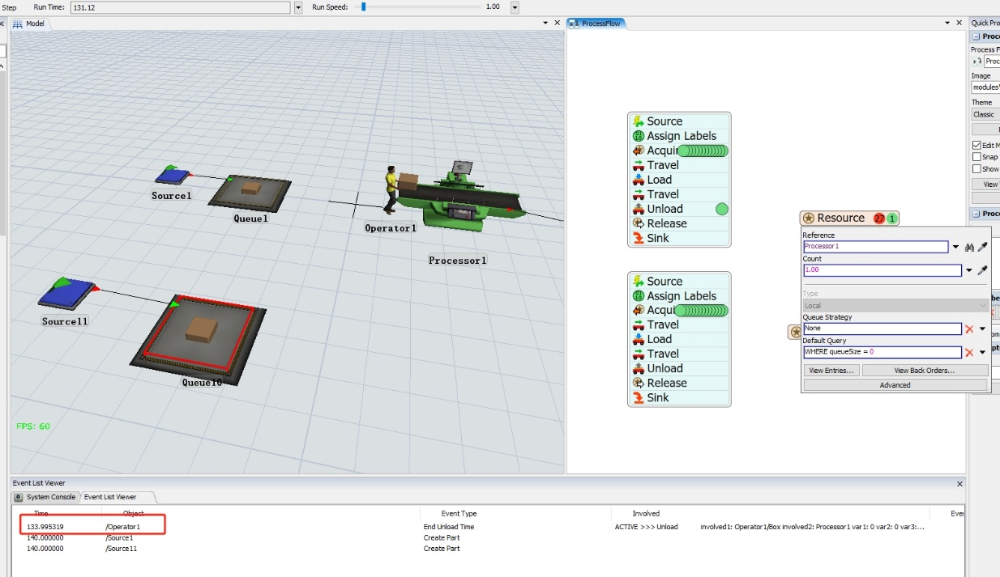 Step Run Time: 131.12 Run Speed: 1.00
Model
ProcessFlow
Quick Pro
Proce
Process F
Proc
Image
modules\
Theme
Classic
Edit M
Snap
Show
View
Proce
Source1
Queue1
Operator1
Processor1
Source11
Queue10
FPS: 60
Source
Assign Labels
Acquir
Travel
Load
Travel
Unload
Release
Sink
Source
Assign Labels
Acqui
Travel
Load
Travel
Unload
Release
Sink
Resource 27 1
Reference
Processor1
Count
1.00
Type
Local
Queue Strategy
None
Default Query
WHERE queueSize = 0
View Entries... View Back Orders...
Advanced
Event List Viewer
System Console Event List Viewer
Time Object Event Type Involved Even
133.995319 /Operator1 End Unload Time ACTIVE >>> Unload involved1: Operator1/Box involved2: Processor1 var1: 0 var2: 0 var3:...
140.000000 /Source1 Create Part
140.000000 /Source11 Create Part